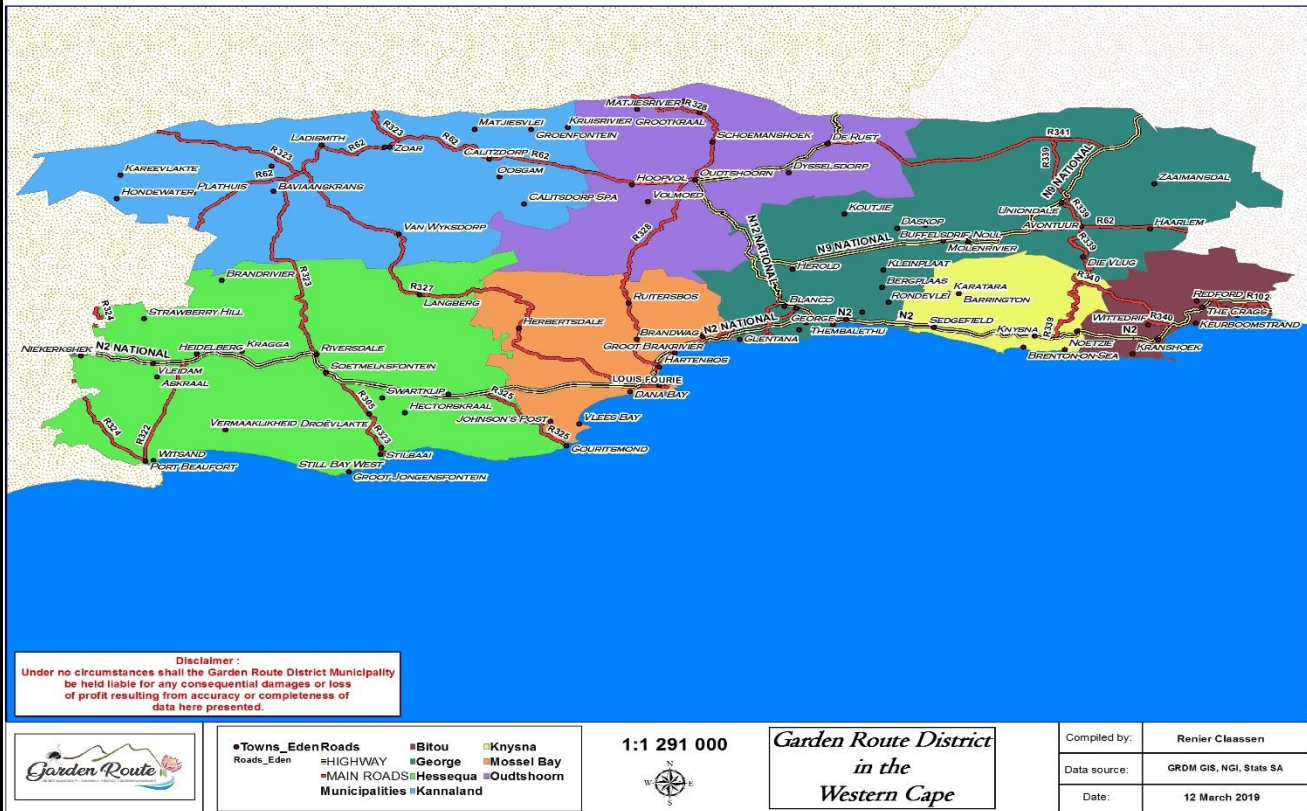 MATJIESRIVIER
R328
GROOTKRAAL
MATJIESVLEI
KRUISRIVIER
GROENFONTEIN
R323
LADISMITH
R62
ZOAR
R62
SCHOEMANSHOEK
DE RUST
R341
R339
N9 NATIONAL
CALITZDORP
R62
KAREEVLAKTE
R323
R62
OOSGAM
DYSSELSDORP
OUDTSHOORN
HOOPVOL
ZAAIMANSDAL
HONDEWATER
PLATHUIS
BAVIAANSKRANG
CALITSDORP SPA
VOLMOED
KOUTJIE
UNIONDALE
R339
DASKOP
AVONTUUR
R62
HAARLEM
BUFFELSDRIF NOLL
MOLENRIVIER
VAN WYKSDORP
R328
N12 NATIONAL
N9 NATIONAL
R339
DIE VLUG
HEROLD
KLEINPLAAT
BRANDRIVIER
R323
R327
LANGBERG
BERGPLAAS
KARATARA
BARRINGTON
R340
RUITERSBOS
RONDEVLEI
BLANCO
REDFORD
R102
THE CRAGS
R324
STRAWBERRY HILL
HERBERTSDALE
GEORGE
N2
N2
SEDGEFIELD
THEMBALETHU
WITTEDRIF
R340
KEURBOOMSTRAND
BRANDWAG
N2 NATIONAL
GLENTANA
KNYSNA
R339
N2
NIEKERKSHEK
N2 NATIONAL
HEIDELBERG
KRAGGA
RIVERSDALE
GROOT BRAKRIVIER
NOETZIE
KRANSHOEK
BRENTON-ON-SEA
VLEIDAM
ASKRAAL
SOETMELKSFONTEIN
HARTENBOS
LOUIS FOURIE
DANA BAY
SWARTKLIP
R325
R305
HECTORSKRAAL
R324
R322
VERMAAKLIKHEID
DROËVLAKTE
JOHNSON'S POST
VLEES BAY
R323
R325
GOURITSMOND
STILBAAI
WITSAND
PORT BEAUFORT
STILL BAY WEST
GROOT JONGENSFONTEIN
Disclaimer :
Under no circumstances shall the Garden Route District Municipality
be held liable for any consequential damages or loss
of profit resulting from accuracy or completeness of
data here presented.
Garden Route
Towns_Eden
Roads_Eden
Roads
HIGHWAY
MAIN ROADS
Municipalities
Bitou
George
Hessequa
Kannaland
Knysna
Mossel Bay
Oudtshoorn
1:1 291 000
N
W E
S
Garden Route District
in the
Western Cape
Compiled by: Renier Claassen
Data source: GRDM GIS, NGI, Stats SA
Date: 12 March 2019